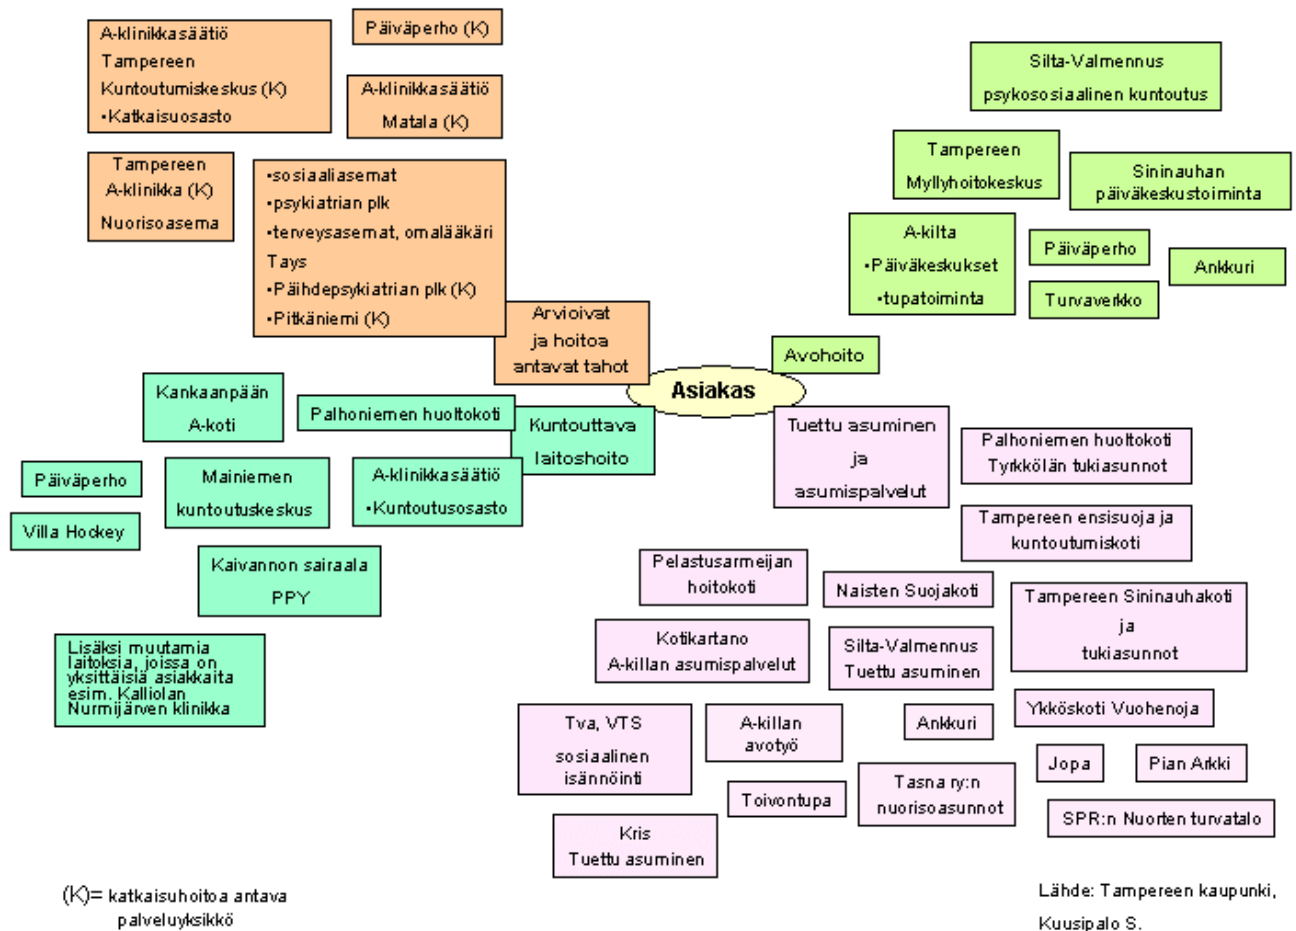 A-klinikkasäätiö
Tampereen
Kuntoutumiskeskus (K)
•Katkaisuosasto
Päiväperho (K)
A-klinikkasäätiö
Matala (K)
Tampereen
A-klinikka (K)
Nuorisoasema
•sosiaaliasemat
•psykiatrian plk
•terveysasemat, omalääkäri
Tays
•Päihdepsykiatrian plk (K)
•Pitkäniemi (K)
Arvioivat
ja hoitoa
antavat tahot
Silta-Valmennus
psykososiaalinen kuntoutus
Tampereen
Myllyhoitokeskus
Sininauhan
päiväkeskustoiminta
A-kilta
•Päiväkeskukset
•tupatoiminta
Päiväperho
Ankkuri
Turvaverkko
Avohoito
Asiakas
Kankaanpään
A-koti
Palhoniemen huoltokoti
Kuntouttava
laitoshoito
Päiväperho
Mainiemen
kuntoutuskeskus
A-klinikkasäätiö
•Kuntoutusosasto
Villa Hockey
Kaivannon sairaala
PPY
Lisäksi muutamia
laitoksia, joissa on
yksittäisiä asiakkaita
esim. Kalliolan
Nurmijärven klinikka
Tuettu asuminen
ja
asumispalvelut
Palhoniemen huoltokoti
Tyrkkölän tukiasunnot
Tampereen ensisuoja ja
kuntoutumiskoti
Pelastusarmeijan
hoitokoti
Naisten Suojakoti
Tampereen Sininauhakoti
ja
tukiasunnot
Kotikartano
A-killan asumispalvelut
Silta-Valmennus
Tuettu asuminen
Ykköskoti Vuohenoja
Tva, VTS
sosiaalinen
isännöinti
A-killan
avotyö
Ankkuri
Jopa
Pian Arkki
Toivontupa
Tasna ry:n
nuorisoasunnot
SPR:n Nuorten turvatalo
Kris
Tuettu asuminen
(K)= katkaisuhoitoa antava
palveluyksikkö
Lähde: Tampereen kaupunki,
Kuusipalo S.